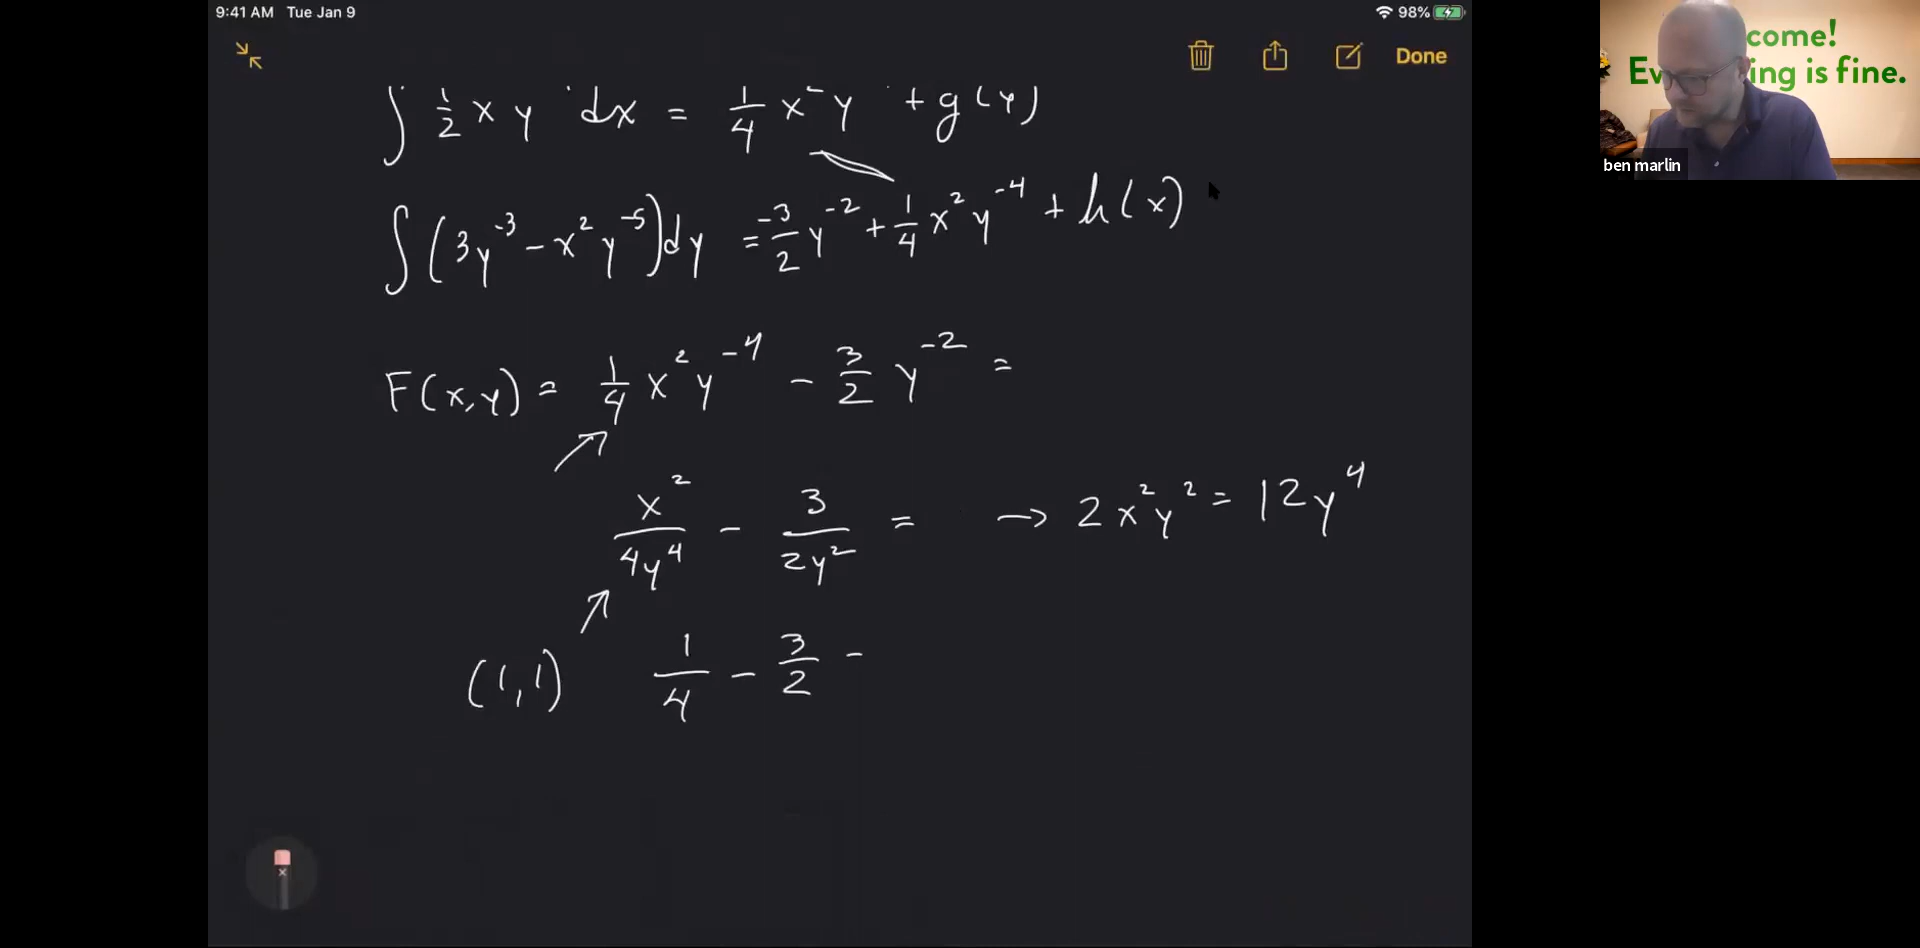 9:41 AM Tue Jan 9
98%
Done
∫ ½ x y dx = ¼ x² y + g(y)
∫ (3y⁻³ − x² y⁻⁵) dy = −3/2 y⁻² + ¼ x² y⁻⁴ + h(x)
F(x,y) = ¼ x² y⁻⁴ − 3/2 y⁻² =
x²/4y⁴ − 3/2y² = → 2x²y² = 12y⁴
(1,1) 1/4 − 3/2 −
come!
Ev ing is fine.
ben marlin